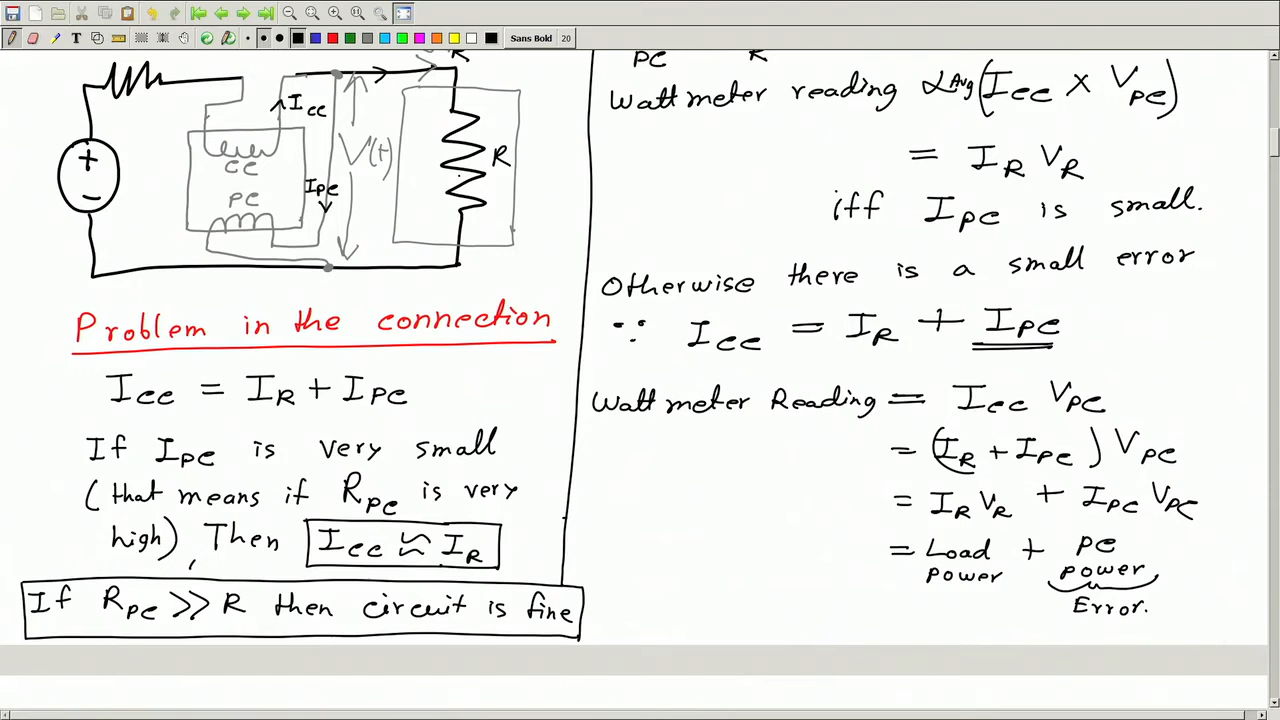 Sans Bold 20
R
+
-
CC
Icc
PC
Ipc
V(t)
R
Problem in the connection
Icc = IR + IPC
If Ipc is very small
(that means if Rpc is very
high), Then Icc ≈ IR
If Rpc >> R then circuit is fine
PC R
Wattmeter reading ∝ Avg(Icc × Vpc)
= IR VR
iff Ipc is small.
Otherwise there is a small error
∵ Icc = IR + Ipc
Wattmeter Reading = Icc Vpc
= (IR + Ipc) Vpc
= IR VR + Ipc Vpc
= Load power + pc power
Error.